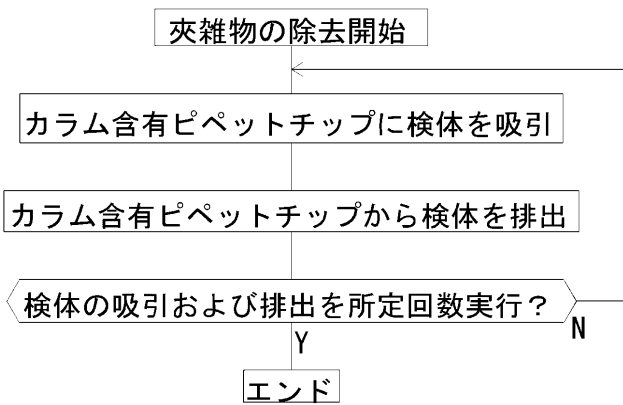 夾雑物の除去開始
カラム含有ピペットチップに検体を吸引
カラム含有ピペットチップから検体を排出
検体の吸引および排出を所定回数実行？
N
Y
エンド